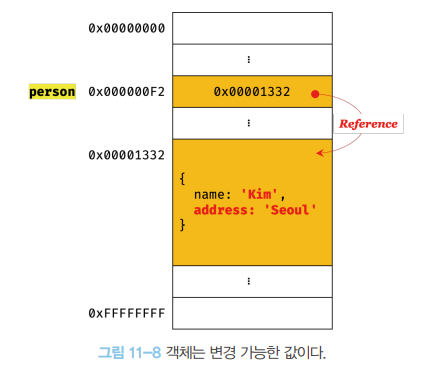 0x00000000
⋮
person 0x000000F2 0x00001332
⋮
Reference
0x00001332
{
name: 'Kim',
address: 'Seoul'
}
⋮
0xFFFFFFFF
그림 11-8 객체는 변경 가능한 값이다.